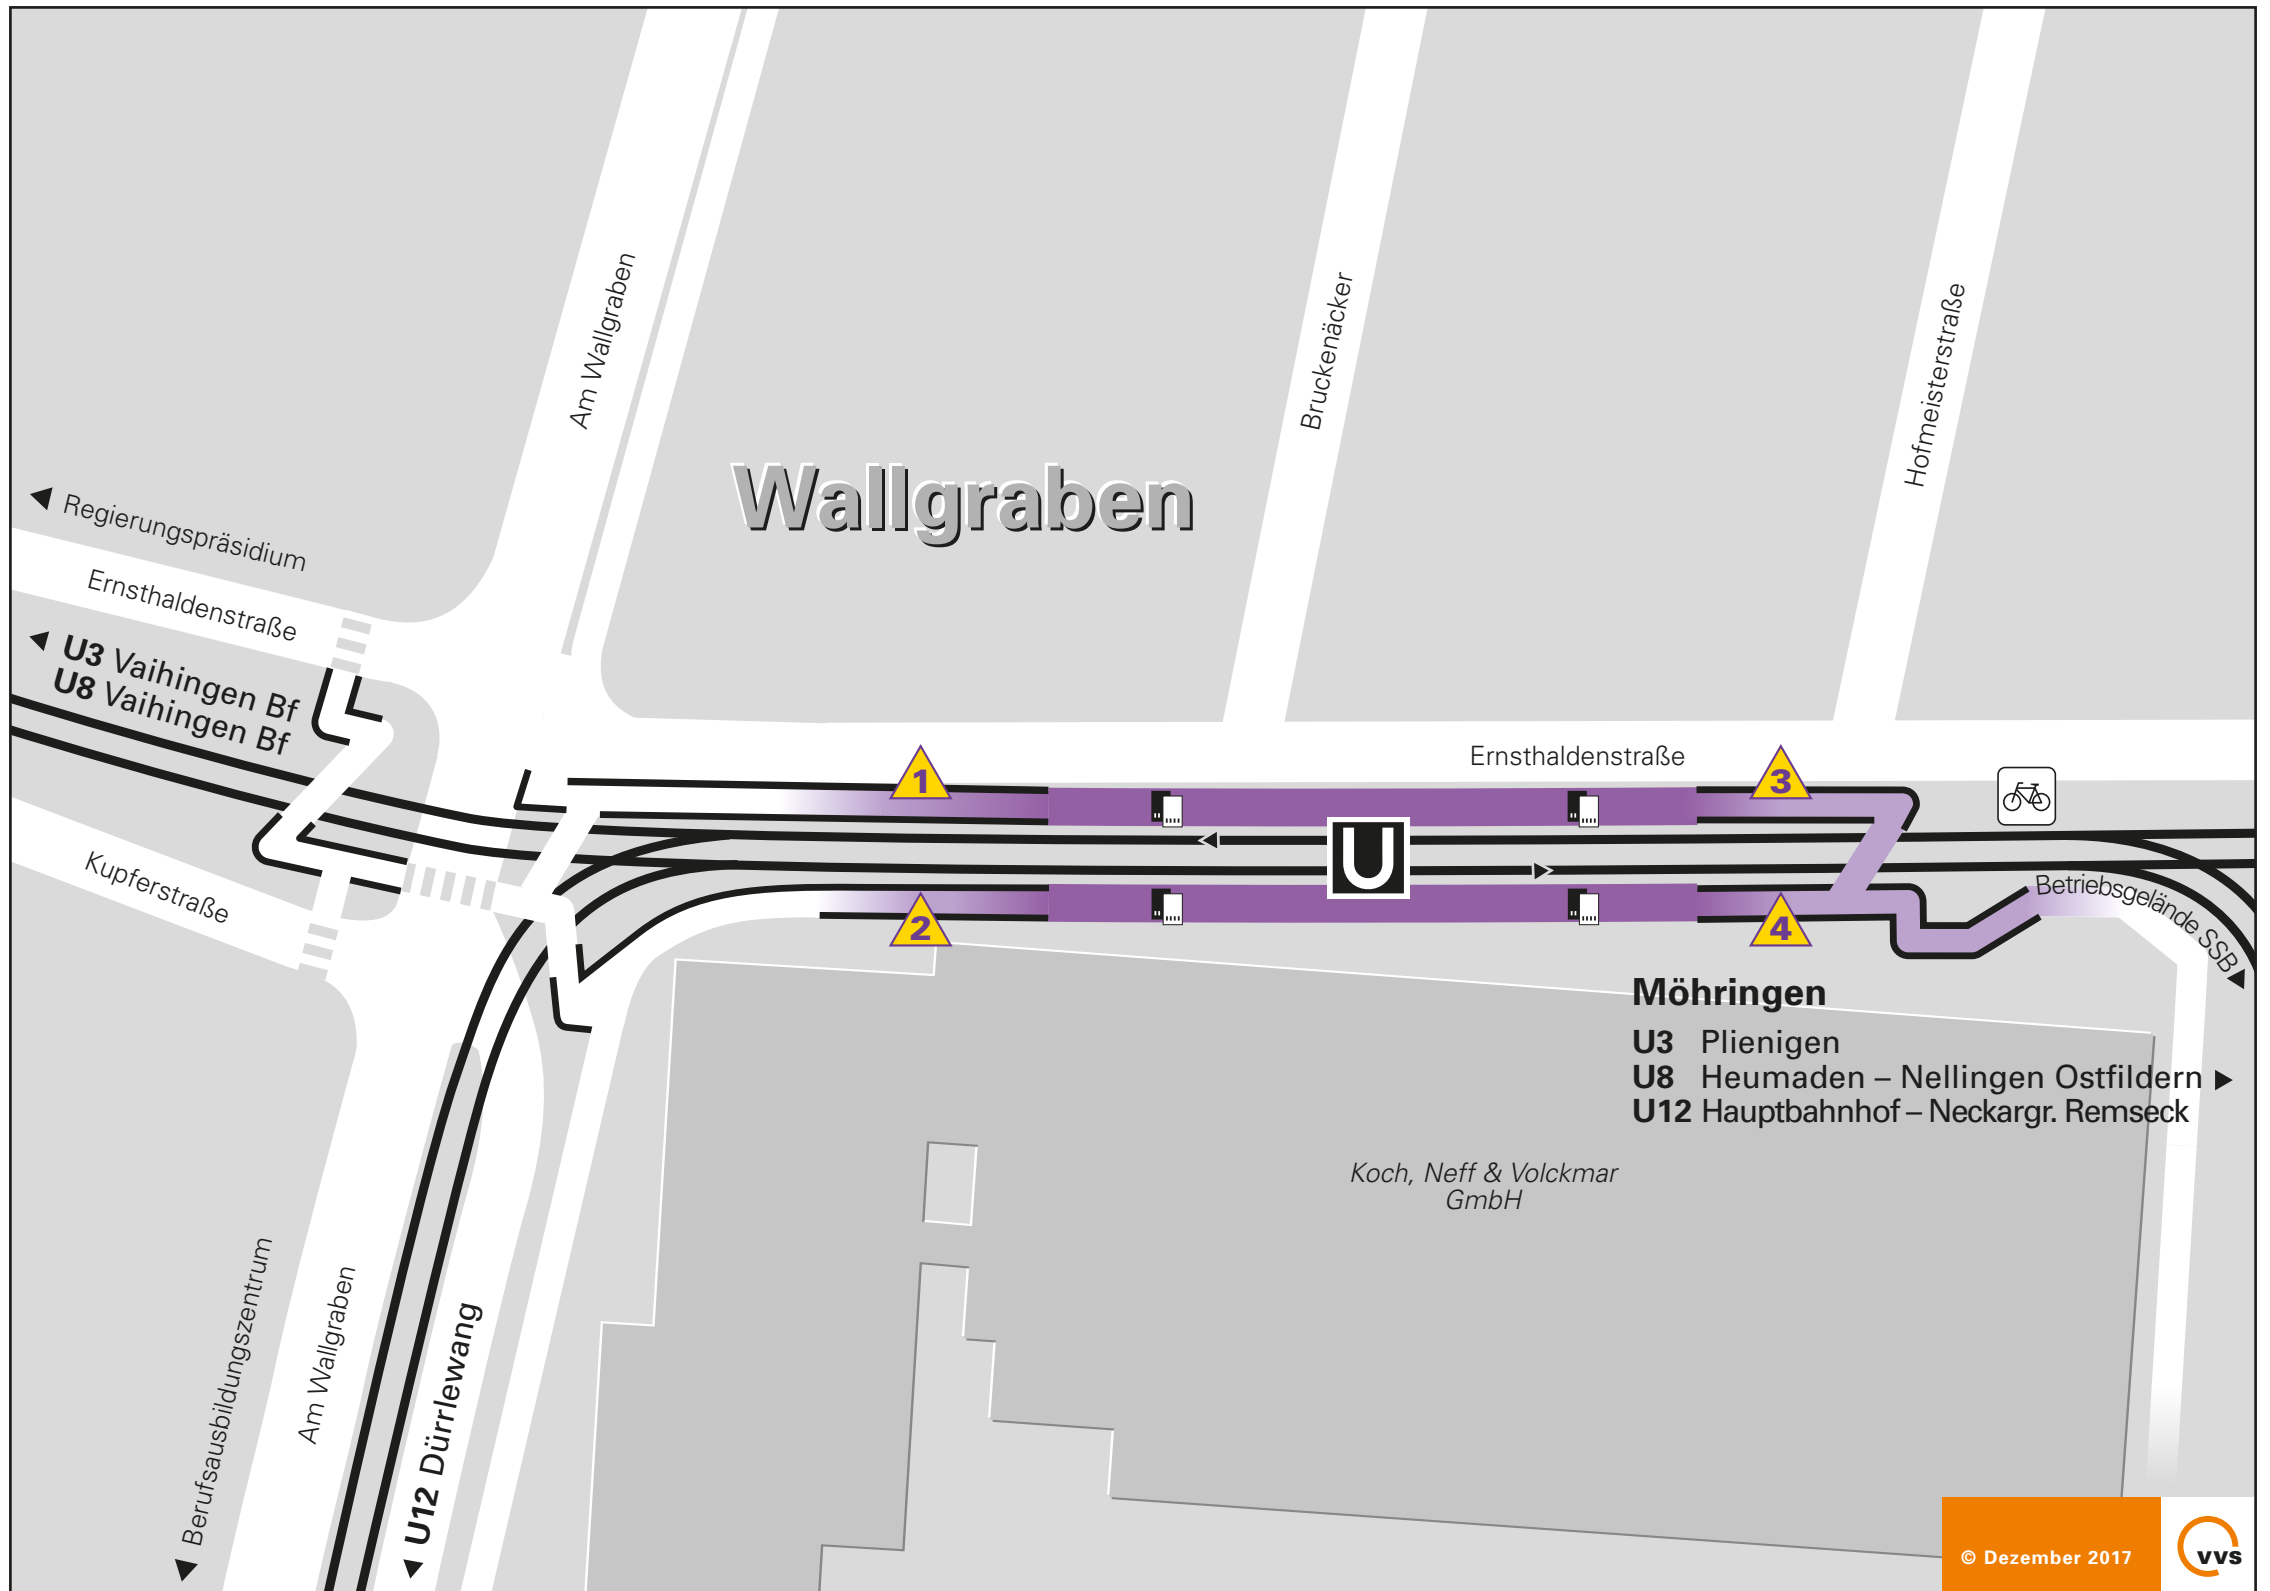 Am Wallgraben
Bruckenäcker
Hofmeisterstraße
Wallgraben
Regierungspräsidium
Ernsthaldenstraße
U3 Vaihingen Bf
U8 Vaihingen Bf
Kupferstraße
Ernsthaldenstraße
1
3
U
2
4
Betriebsgelände SSB
Möhringen
U3 Plienigen
U8 Heumaden – Nellingen Ostfildern
U12 Hauptbahnhof – Neckargr. Remseck
Koch, Neff & Volckmar
GmbH
Berufsausbildungszentrum
Am Wallgraben
U12 Dürrlewang
© Dezember 2017
vvs